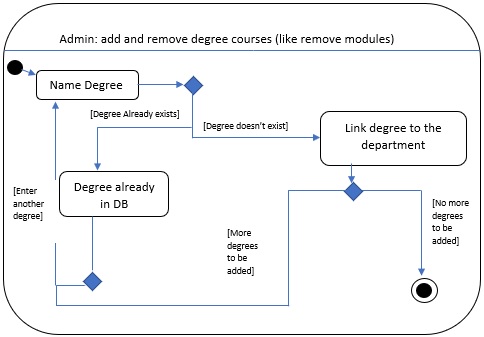 Admin: add and remove degree courses (like remove modules)
Name Degree
[Degree Already exists]
[Degree doesn't exist]
Link degree to the
department
Degree already
in DB
[Enter
another
degree]
[More
degrees
to be
added]
[No more
degrees
to be
added]